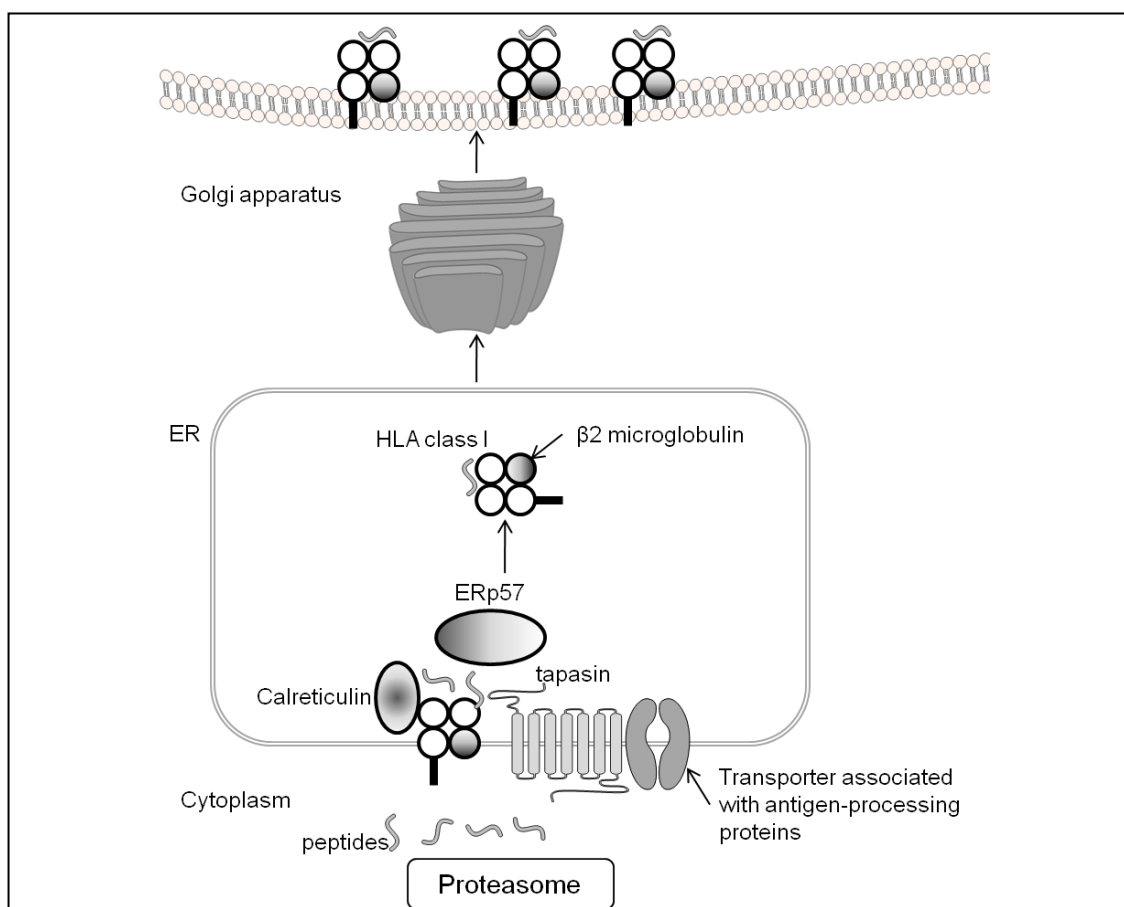 Golgi apparatus
ER
HLA class I
β2 microglobulin
ERp57
tapasin
Calreticulin
Cytoplasm
Transporter associated
with antigen-processing
proteins
peptides
Proteasome